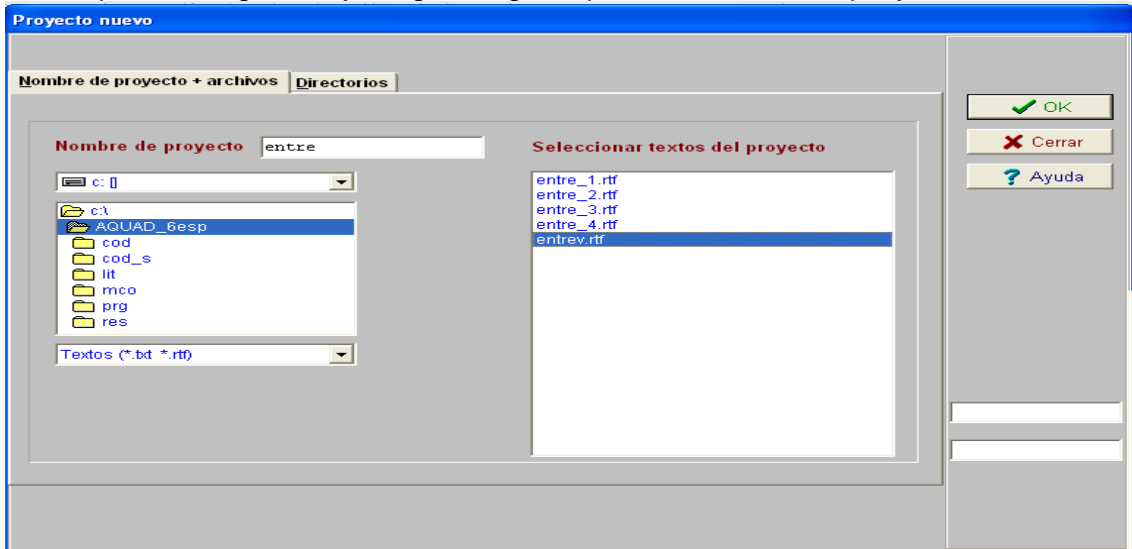 Proyecto nuevo
Nombre de proyecto + archivos
Directorios
OK
Cerrar
Ayuda
Nombre de proyecto
entre
Seleccionar textos del proyecto
c: []
c:\
AQUAD_6esp
cod
cod_s
lit
mco
prg
res
Textos (*.txt *.rtf)
entre_1.rtf
entre_2.rtf
entre_3.rtf
entre_4.rtf
entrev.rtf